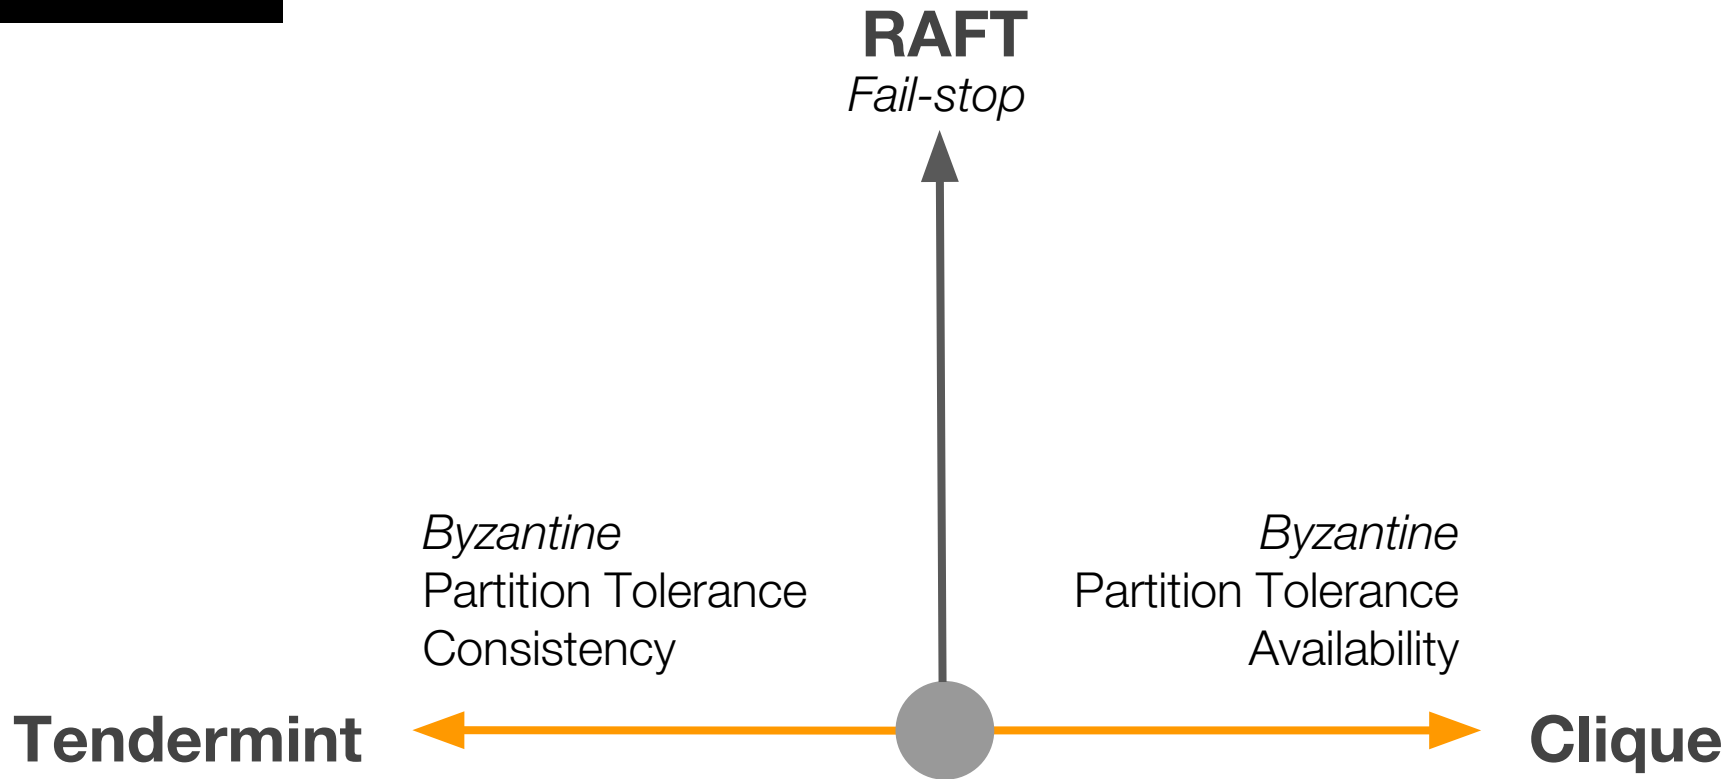 RAFT
Fail-stop
Byzantine
Partition Tolerance
Consistency
Byzantine
Partition Tolerance
Availability
Tendermint
Clique